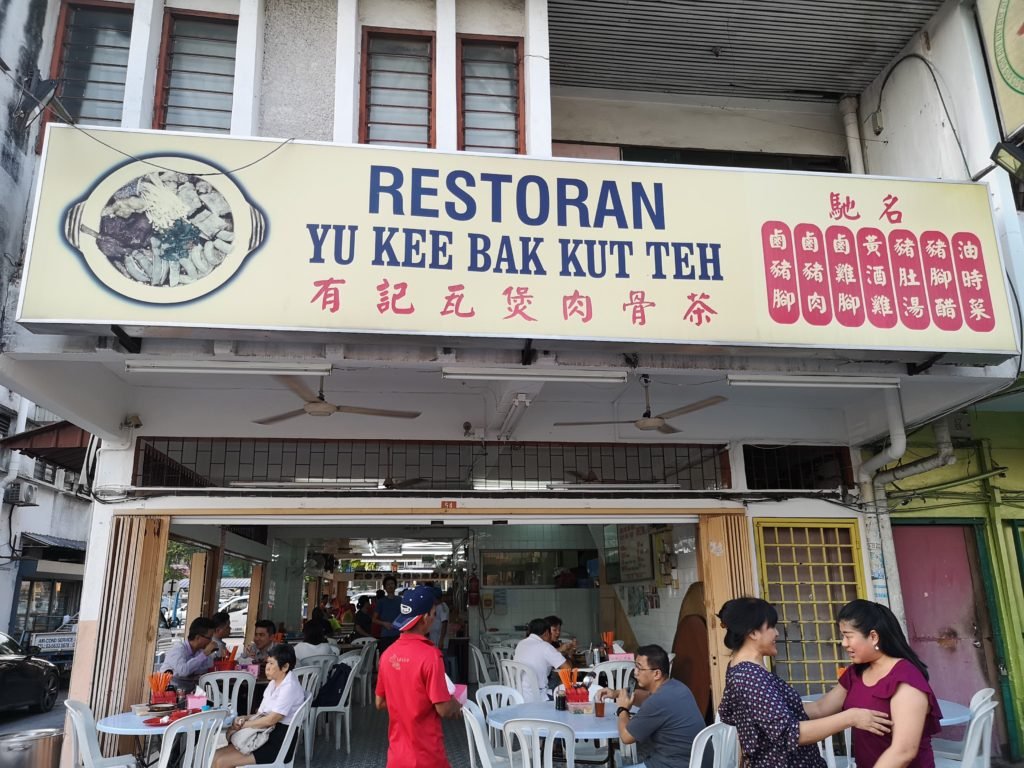 RESTORAN
YU KEE BAK KUT TEH
有記瓦煲肉骨茶
馳名
鹵豬腳
鹵豬肉
鹵雞腳
黃酒雞
豬肚湯
豬腳醋
油時菜
54